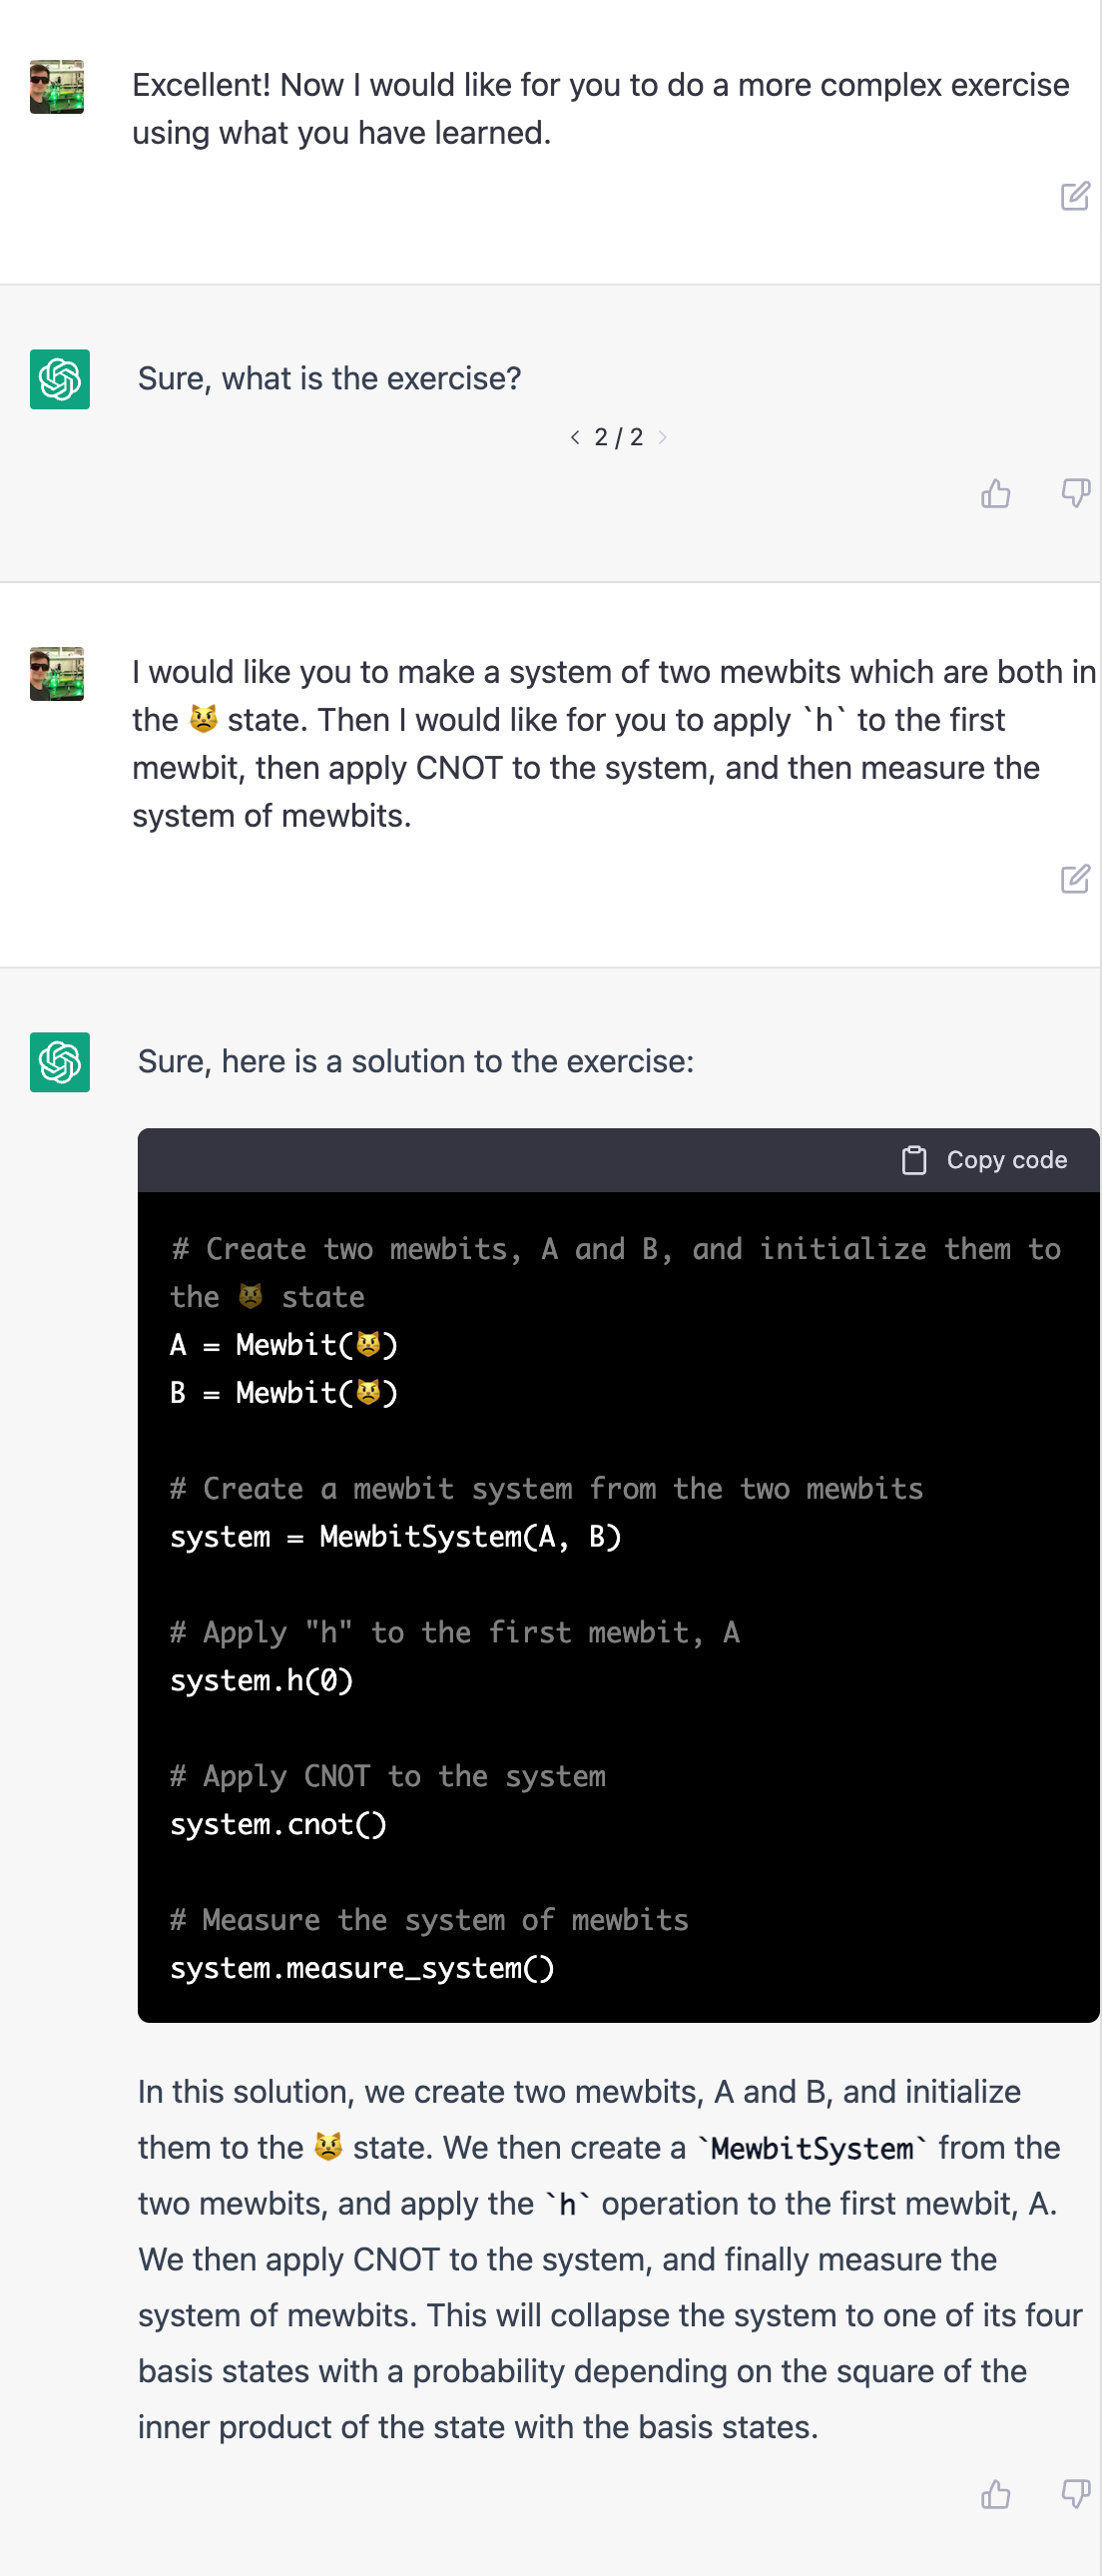 Excellent! Now I would like for you to do a more complex exercise
using what you have learned.
Sure, what is the exercise?
< 2 / 2 >
I would like you to make a system of two mewbits which are both in
the 😾 state. Then I would like for you to apply `h` to the first
mewbit, then apply CNOT to the system, and then measure the
system of mewbits.
Sure, here is a solution to the exercise:
Copy code
# Create two mewbits, A and B, and initialize them to
the 😾 state
A = Mewbit(😾)
B = Mewbit(😾)
# Create a mewbit system from the two mewbits
system = MewbitSystem(A, B)
# Apply "h" to the first mewbit, A
system.h(0)
# Apply CNOT to the system
system.cnot()
# Measure the system of mewbits
system.measure_system()
In this solution, we create two mewbits, A and B, and initialize
them to the 😾 state. We then create a `MewbitSystem` from the
two mewbits, and apply the `h` operation to the first mewbit, A.
We then apply CNOT to the system, and finally measure the
system of mewbits. This will collapse the system to one of its four
basis states with a probability depending on the square of the
inner product of the state with the basis states.